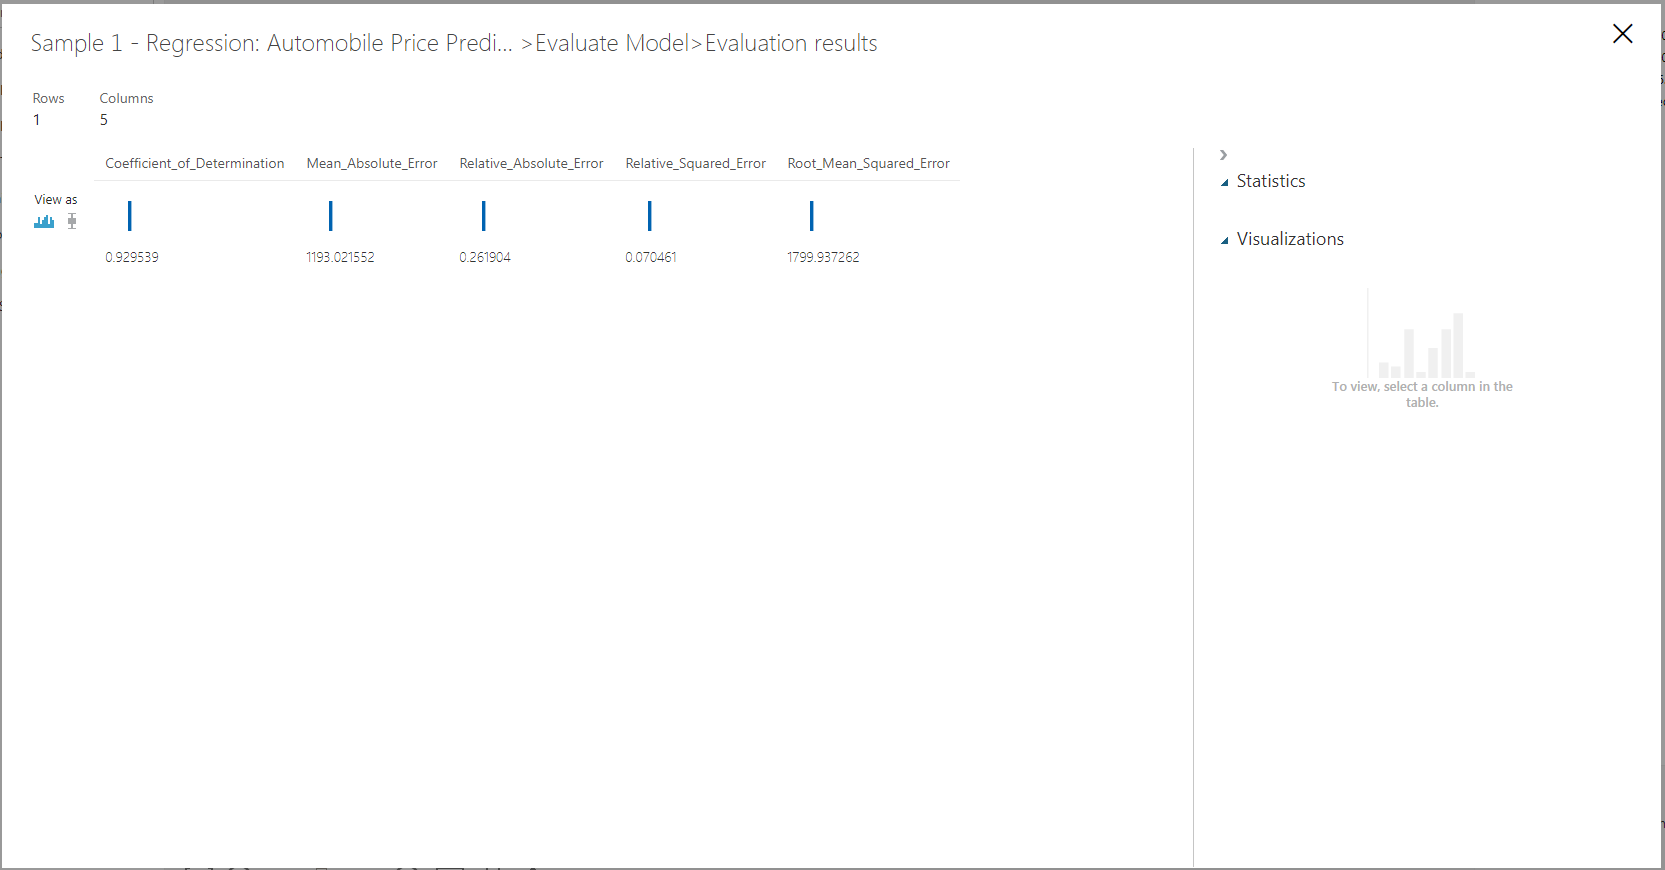 Sample 1 - Regression: Automobile Price Predi... >Evaluate Model>Evaluation results
Rows Columns
1 5
Coefficient_of_Determination Mean_Absolute_Error Relative_Absolute_Error Relative_Squared_Error Root_Mean_Squared_Error
View as
0.929539 1193.021552 0.261904 0.070461 1799.937262
Statistics
Visualizations
To view, select a column in the
table.